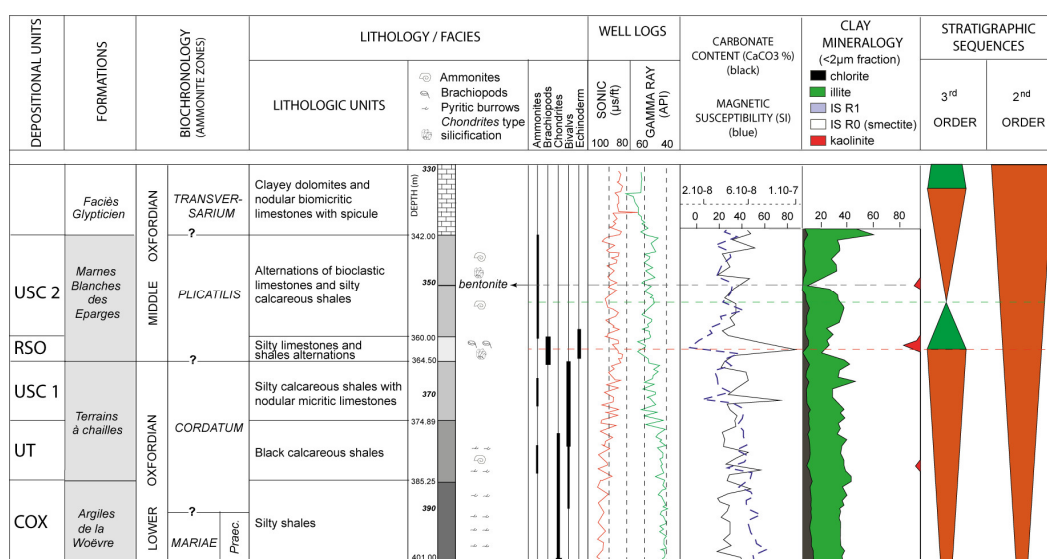 DEPOSITIONAL UNITS
FORMATIONS
BIOCHRONOLOGY
(AMMONITE ZONES)
LITHOLOGY / FACIES
LITHOLOGIC UNITS
Ammonites
Brachiopods
Pyritic burrows
Chondrites type
silicification
Ammonites
Brachiopods
Chondrites
Bivalvs
Echinoderm
WELL LOGS
SONIC
(µs/ft)
100 80
GAMMA RAY
(API)
60 40
CARBONATE
CONTENT (CaCO3 %)
(black)
MAGNETIC
SUSCEPTIBILITY (SI)
(blue)
CLAY
MINERALOGY
(<2µm fraction)
chlorite
illite
IS R1
IS R0 (smectite)
kaolinite
STRATIGRAPHIC
SEQUENCES
3rd
ORDER
2nd
ORDER
USC 2
RSO
USC 1
UT
COX
Faciès
Glypticien
Marnes
Blanches
des
Eparges
Terrains
à chailles
Argiles
de la
Woëvre
MIDDLE OXFORDIAN
LOWER OXFORDIAN
TRANSVER-
SARIUM
?
PLICATILIS
?
CORDATUM
?
MARIAE
Praec.
Clayey dolomites and
nodular biomicritic
limestones with spicule
Alternations of bioclastic
limestones and silty
calcareous shales
Silty limestones and
shales alternations
Silty calcareous shales with
nodular micritic limestones
Black calcareous shales
Silty shales
DEPTH (m)
330
342.00
350
360.00
364.50
370
374.89
385.25
390
401.00
bentonite
2.10-8 6.10-8 1.10-7
20 40 60 80
20 40 60 80